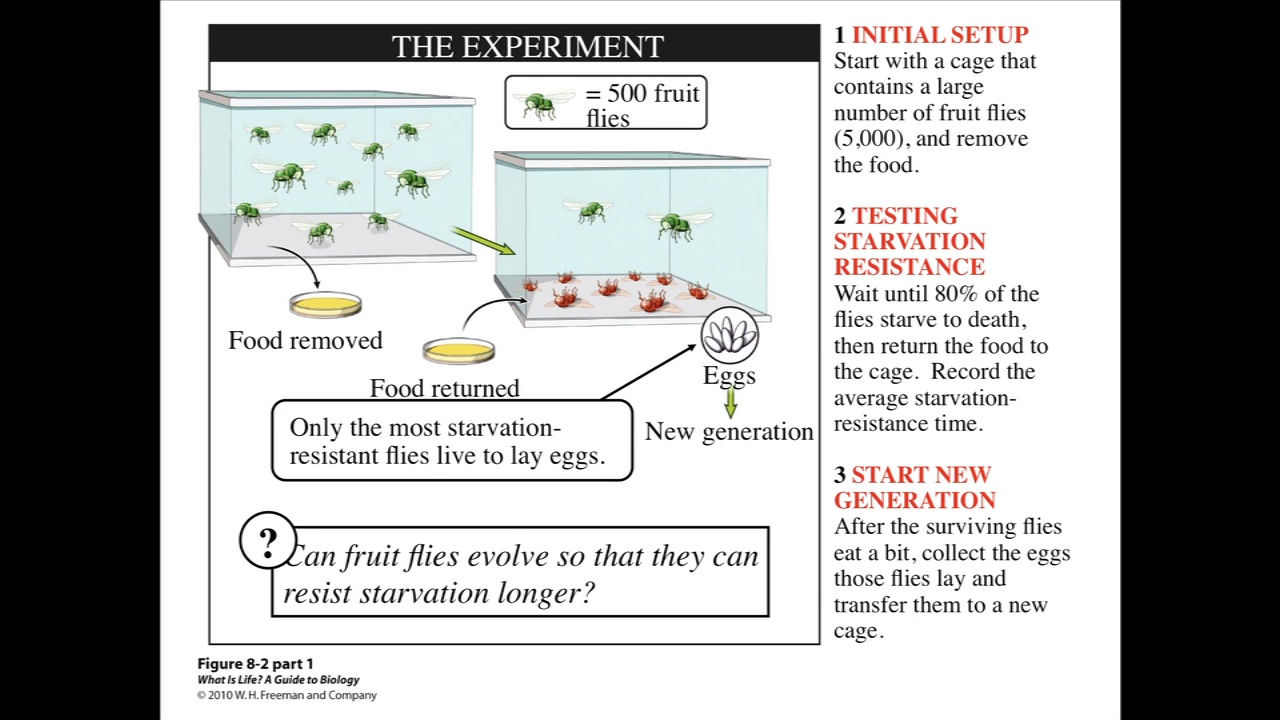 THE EXPERIMENT
= 500 fruit
flies
Food removed
Food returned
Eggs
New generation
Only the most starvation-
resistant flies live to lay eggs.
?
Can fruit flies evolve so that they can
resist starvation longer?
1 INITIAL SETUP
Start with a cage that
contains a large
number of fruit flies
(5,000), and remove
the food.
2 TESTING
STARVATION
RESISTANCE
Wait until 80% of the
flies starve to death,
then return the food to
the cage. Record the
average starvation-
resistance time.
3 START NEW
GENERATION
After the surviving flies
eat a bit, collect the eggs
those flies lay and
transfer them to a new
cage.
Figure 8-2 part 1
What Is Life? A Guide to Biology
© 2010 W. H. Freeman and Company